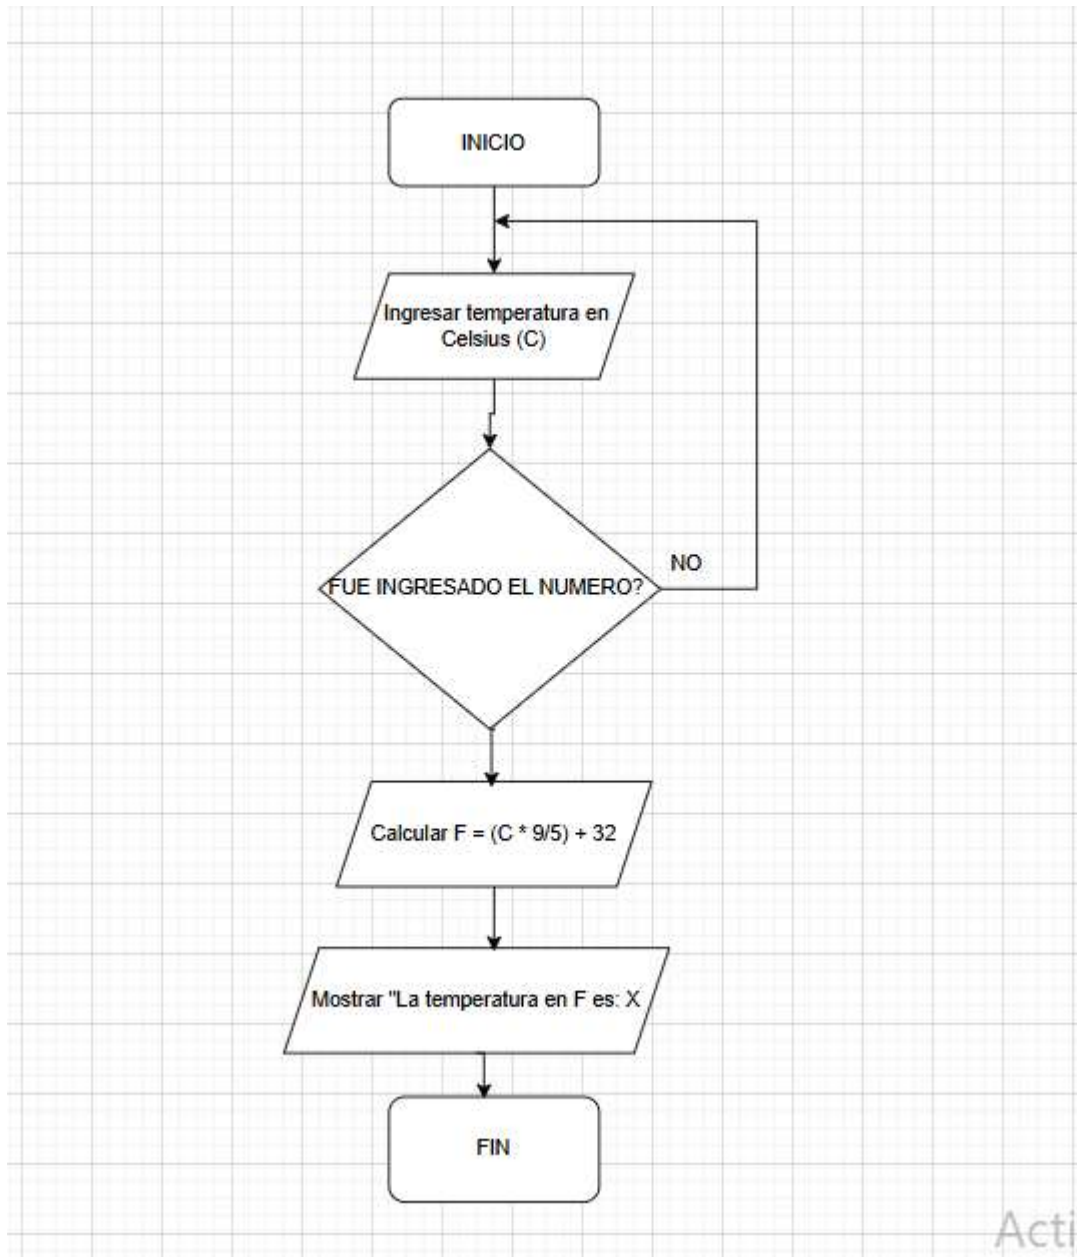 INICIO
Ingresar temperatura en
Celsius (C)
FUE INGRESADO EL NUMERO?
NO
Calcular F = (C * 9/5) + 32
Mostrar "La temperatura en F es: X
FIN
Acti